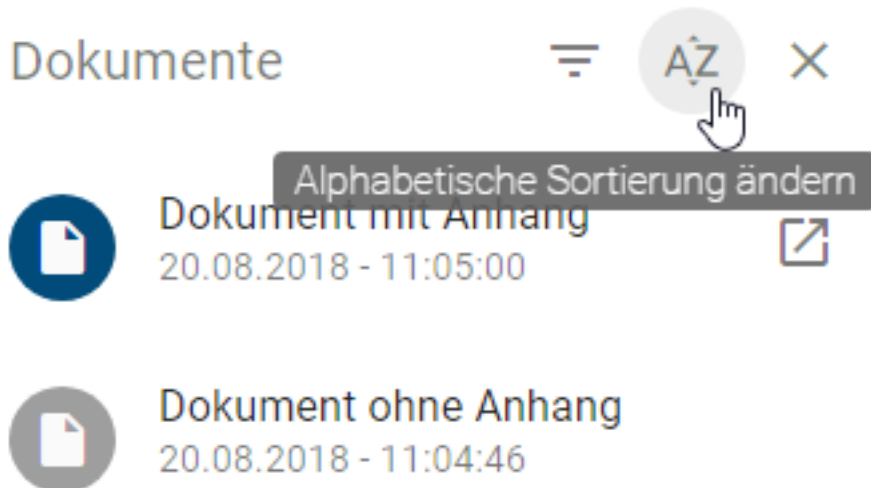 Dokumente
AZ
Alphabetische Sortierung ändern
Dokument mit Anhang
20.08.2018 - 11:05:00
Dokument ohne Anhang
20.08.2018 - 11:04:46